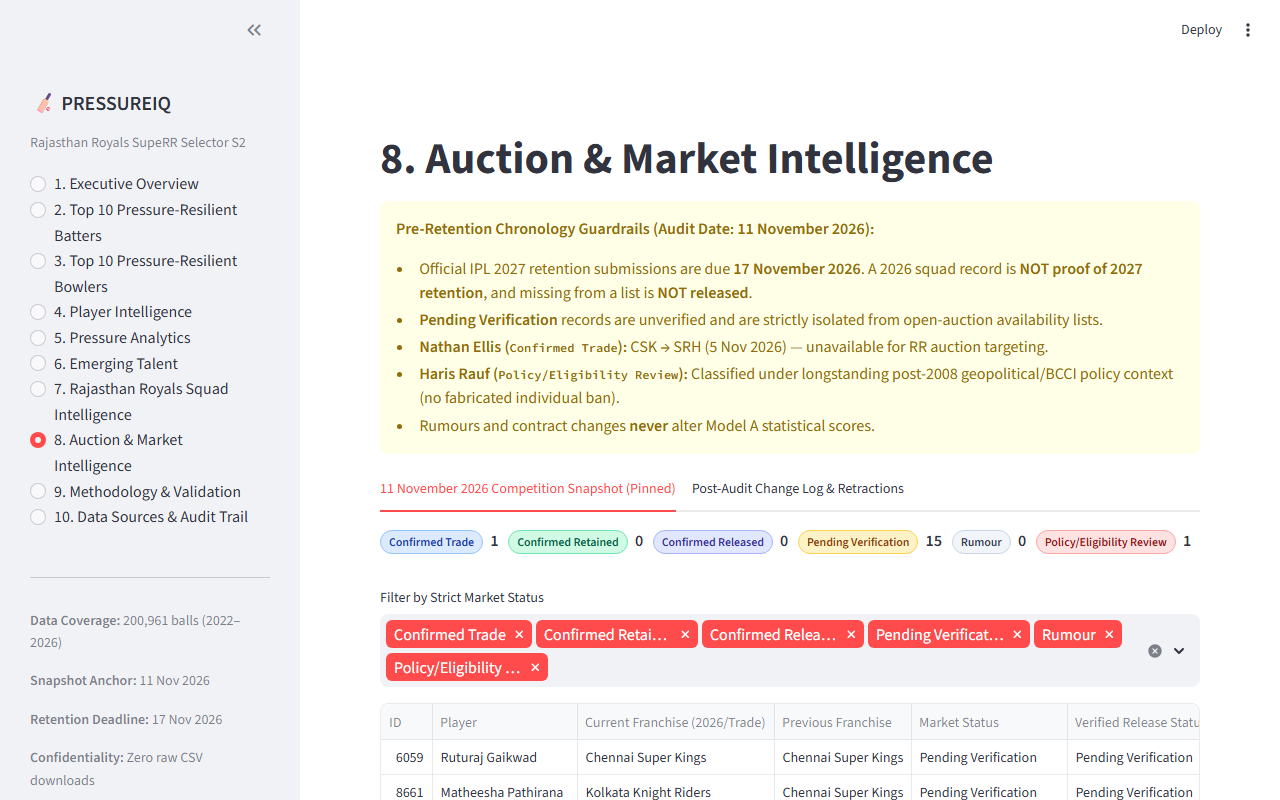 Deploy
PRESSUREIQ
Rajasthan Royals SupeRR Selector S2
1. Executive Overview
2. Top 10 Pressure-Resilient
Batters
3. Top 10 Pressure-Resilient
Bowlers
4. Player Intelligence
5. Pressure Analytics
6. Emerging Talent
7. Rajasthan Royals Squad
Intelligence
8. Auction & Market
Intelligence
9. Methodology & Validation
10. Data Sources & Audit Trail
Data Coverage: 200,961 balls (2022–
2026)
Snapshot Anchor: 11 Nov 2026
Retention Deadline: 17 Nov 2026
Confidentiality: Zero raw CSV
downloads
8. Auction & Market Intelligence
Pre-Retention Chronology Guardrails (Audit Date: 11 November 2026):
• Official IPL 2027 retention submissions are due 17 November 2026. A 2026 squad record is NOT proof of 2027
retention, and missing from a list is NOT released.
• Pending Verification records are unverified and are strictly isolated from open-auction availability lists.
• Nathan Ellis (Confirmed Trade): CSK → SRH (5 Nov 2026) — unavailable for RR auction targeting.
• Haris Rauf (Policy/Eligibility Review): Classified under longstanding post-2008 geopolitical/BCCI policy context
(no fabricated individual ban).
• Rumours and contract changes never alter Model A statistical scores.
11 November 2026 Competition Snapshot (Pinned) Post-Audit Change Log & Retractions
Confirmed Trade 1 Confirmed Retained 0 Confirmed Released 0 Pending Verification 15 Rumour 0 Policy/Eligibility Review 1
Filter by Strict Market Status
Confirmed Trade × Confirmed Retai... × Confirmed Relea... × Pending Verificat... × Rumour ×
Policy/Eligibility ... ×
ID Player Current Franchise (2026/Trade) Previous Franchise Market Status Verified Release Statu
6059 Ruturaj Gaikwad Chennai Super Kings Chennai Super Kings Pending Verification Pending Verification
8661 Matheesha Pathirana Kolkata Knight Riders Chennai Super Kings Pending Verification Pending Verification